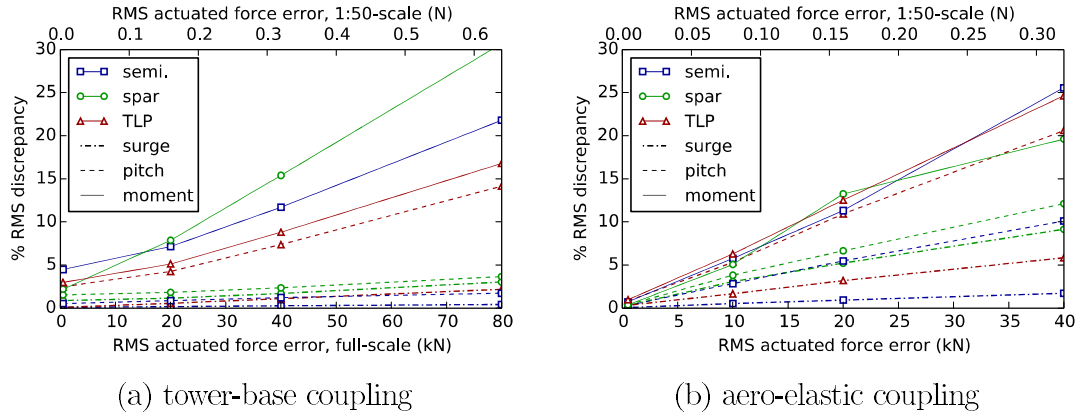 RMS actuated force error, 1:50-scale (N)
0.0 0.1 0.2 0.3 0.4 0.5 0.6
30
25
20
15
10
5
0
% RMS discrepancy
semi.
spar
TLP
surge
pitch
moment
0 10 20 30 40 50 60 70 80
RMS actuated force error, full-scale (kN)
(a) tower-base coupling
RMS actuated force error, 1:50-scale (N)
0.00 0.05 0.10 0.15 0.20 0.25 0.30
30
25
20
15
10
5
0
% RMS discrepancy
semi.
spar
TLP
surge
pitch
moment
0 5 10 15 20 25 30 35 40
RMS actuated force error (kN)
(b) aero-elastic coupling